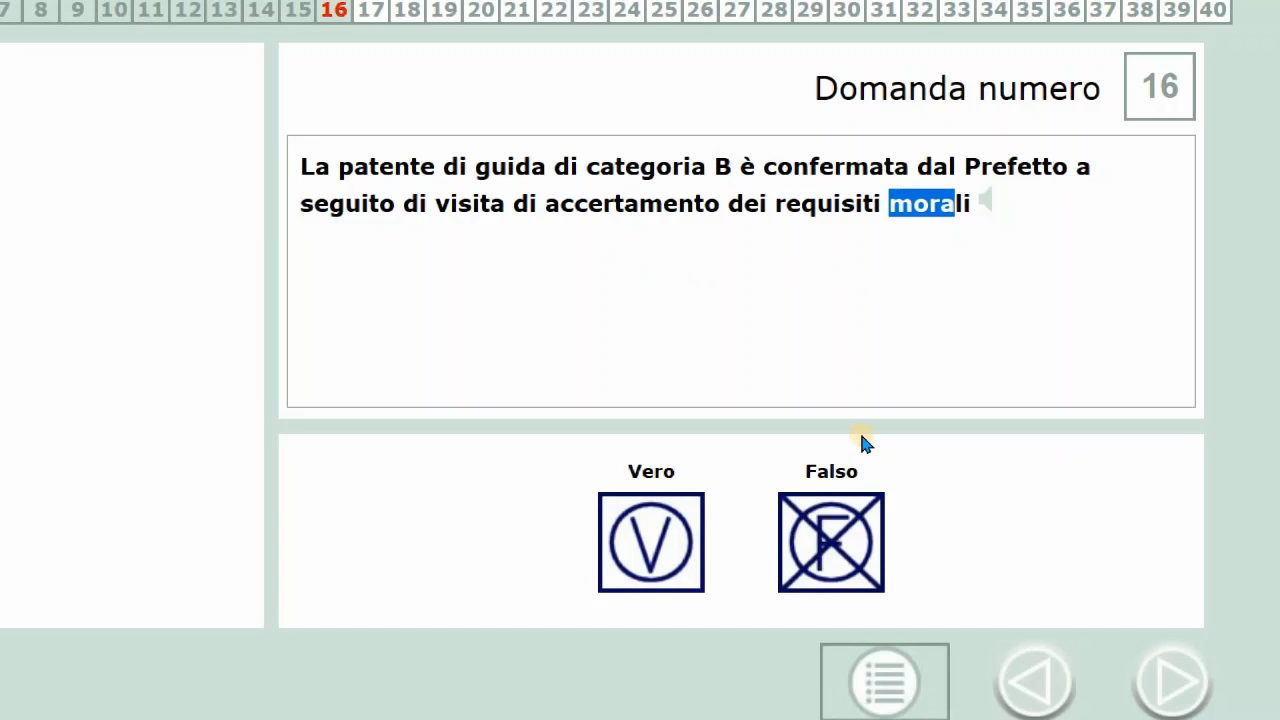 7 8 9 10 11 12 13 14 15 16 17 18 19 20 21 22 23 24 25 26 27 28 29 30 31 32 33 34 35 36 37 38 39 40
Domanda numero 16
La patente di guida di categoria B è confermata dal Prefetto a
seguito di visita di accertamento dei requisiti morali
Vero Falso
V F